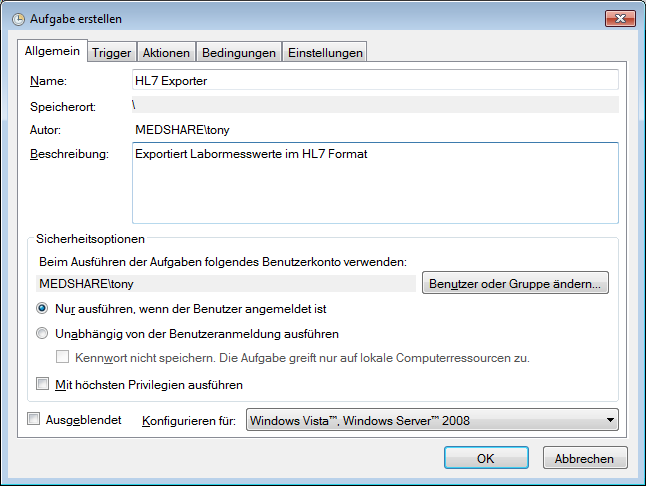 Aufgabe erstellen
Allgemein Trigger Aktionen Bedingungen Einstellungen
Name: HL7 Exporter
Speicherort: \
Autor: MEDSHARE\tony
Beschreibung: Exportiert Labormesswerte im HL7 Format
Sicherheitsoptionen
Beim Ausführen der Aufgaben folgendes Benutzerkonto verwenden:
MEDSHARE\tony Benutzer oder Gruppe ändern...
Nur ausführen, wenn der Benutzer angemeldet ist
Unabhängig von der Benutzeranmeldung ausführen
Kennwort nicht speichern. Die Aufgabe greift nur auf lokale Computerressourcen zu.
Mit höchsten Privilegien ausführen
Ausgeblendet Konfigurieren für: Windows Vista™, Windows Server™ 2008
OK Abbrechen